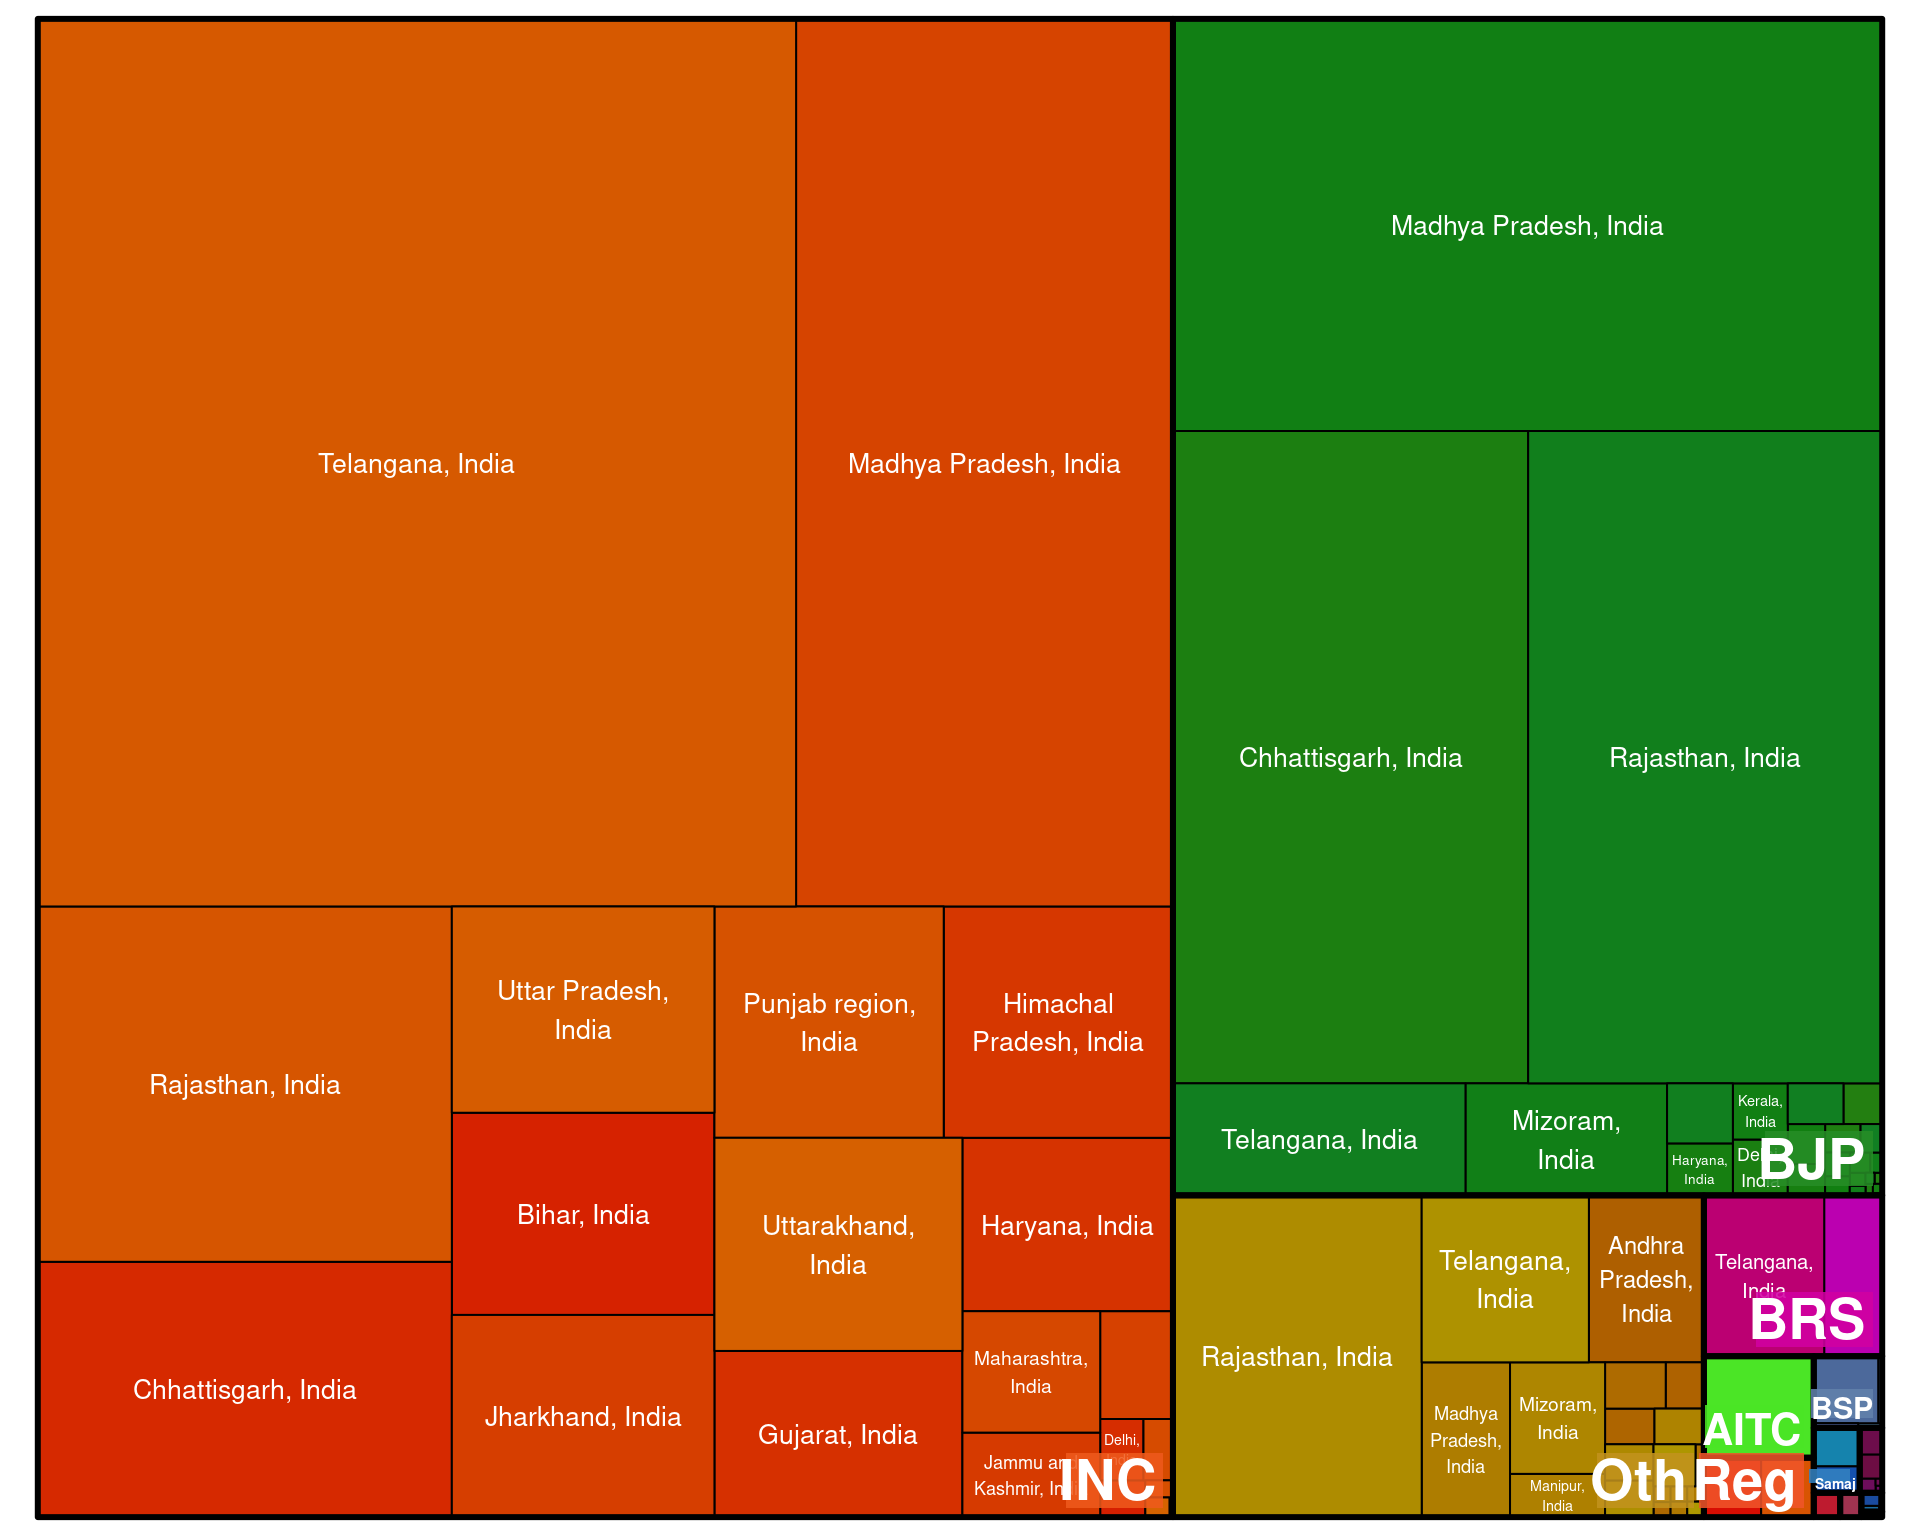 Telangana, India
Madhya Pradesh, India
Rajasthan, India
Chhattisgarh, India
Uttar Pradesh,
India
Bihar, India
Jharkhand, India
Punjab region,
India
Himachal
Pradesh, India
Uttarakhand,
India
Haryana, India
Gujarat, India
Maharashtra,
India
Jammu and
Kashmir, India
Delhi,
INC
Madhya Pradesh, India
Chhattisgarh, India
Rajasthan, India
Telangana, India
Mizoram,
India
Haryana,
India
Kerala,
India
India
BJP
Rajasthan, India
Telangana,
India
Andhra
Pradesh,
India
Madhya
Pradesh,
India
Mizoram,
India
Manipur,
India
Oth
Telangana,
India
BRS
AITC
Reg
BSP
Samaj